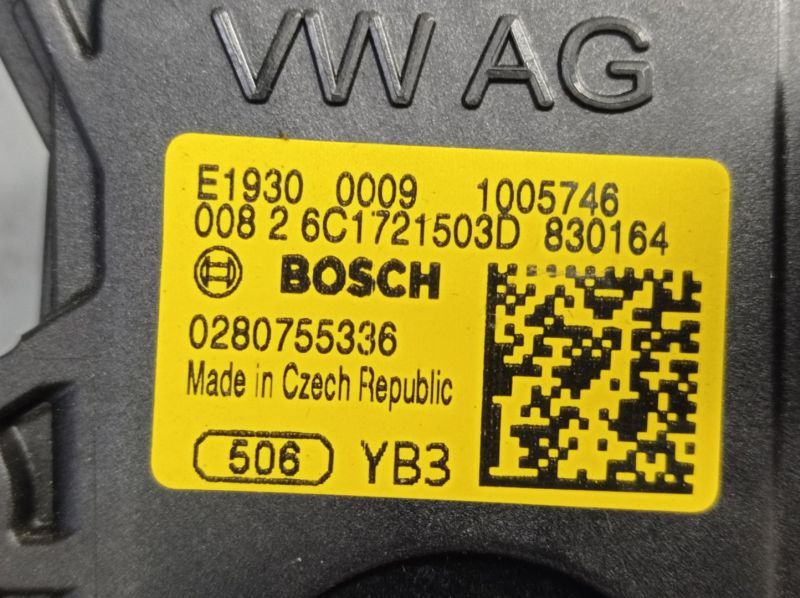 VW AG
E1930 0009 1005746
008 2 6C1721503D 830164
BOSCH
0280755336
Made in Czech Republic
506 YB3